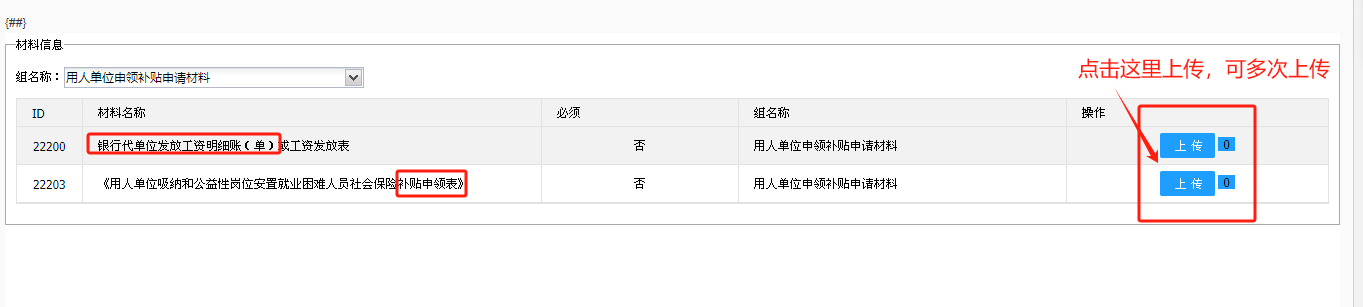 {##}
材料信息
点击这里上传，可多次上传
组名称： 用人单位申领补贴申请材料
ID 材料名称 必须 组名称 操作
22200 银行代单位发放工资明细账（单）或工资发放表 否 用人单位申领补贴申请材料 上 传 0
22203 《用人单位吸纳和公益性岗位安置就业困难人员社会保险补贴申领表》 否 用人单位申领补贴申请材料 上 传 0